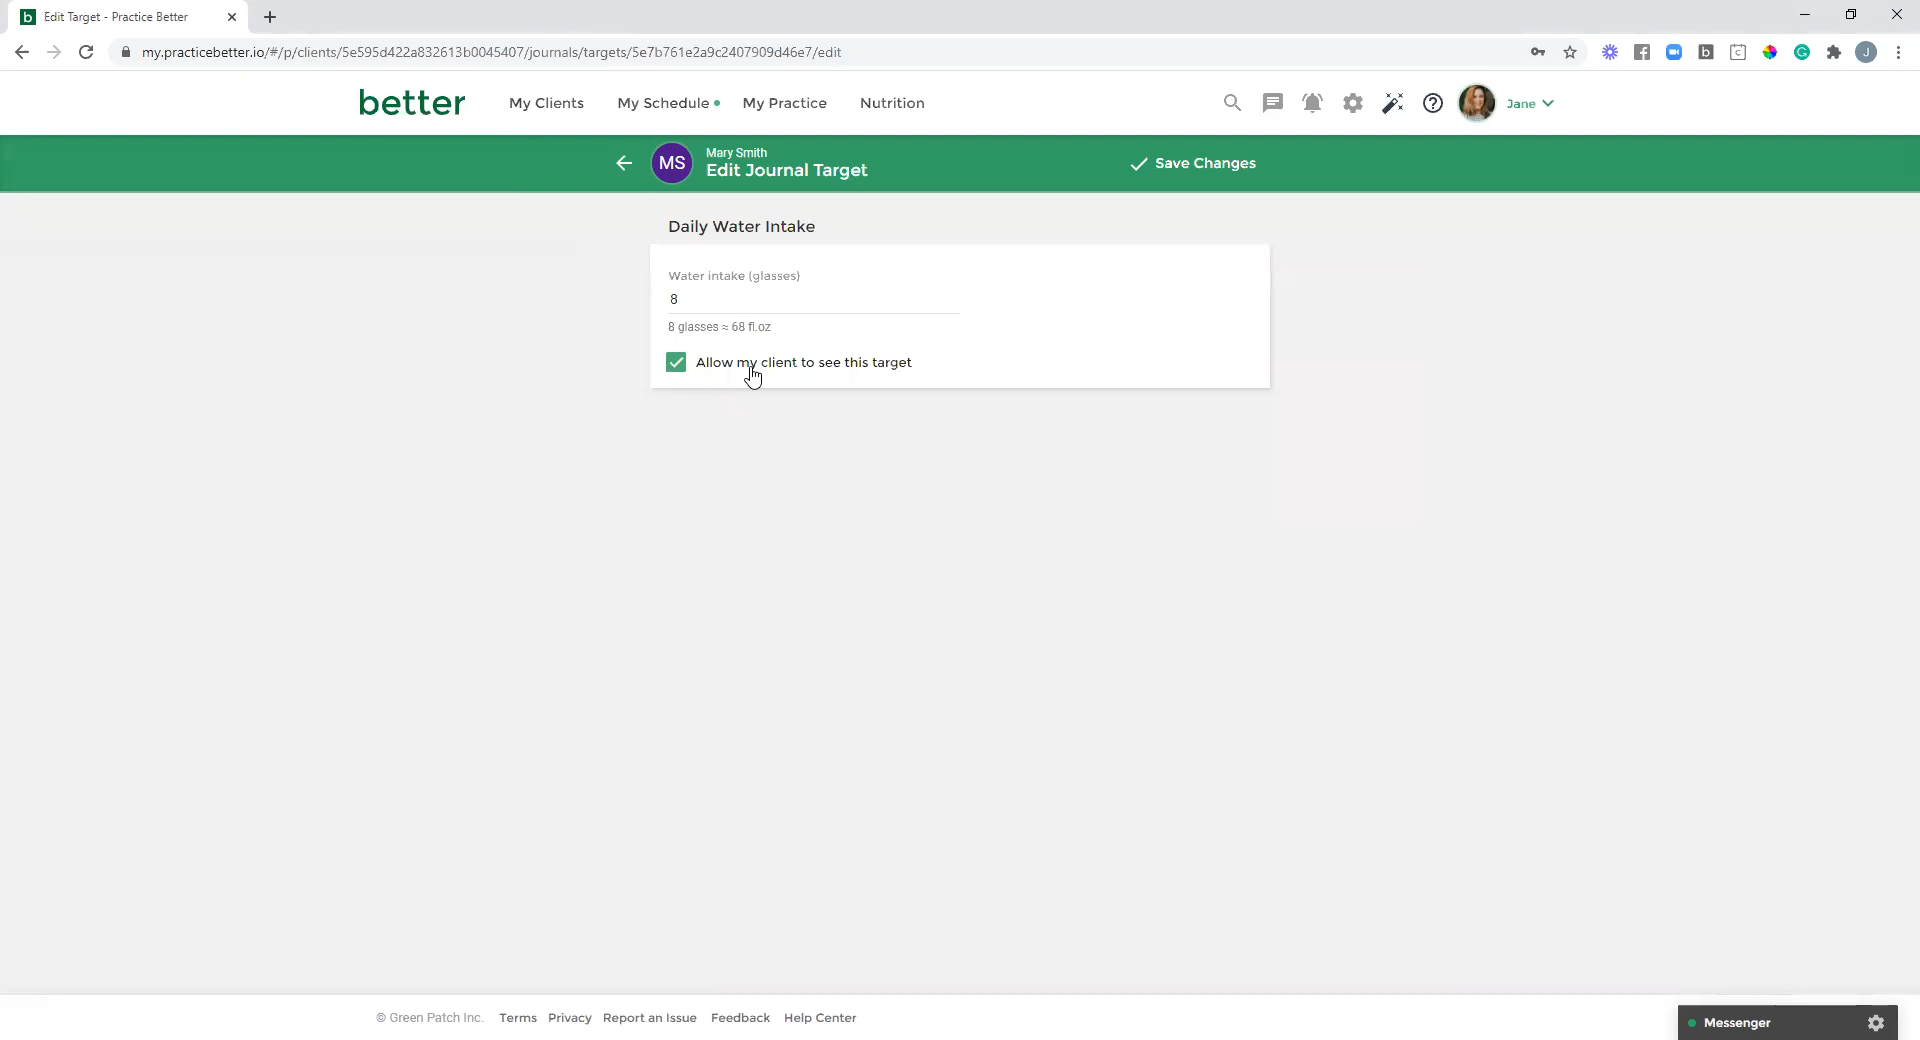 b Edit Target - Practice Better
my.practicebetter.io/#/p/clients/5e595d422a832613b0045407/journals/targets/5e7b761e2a9c2407909d46e7/edit
b
c
G
J
better
My Clients
My Schedule
My Practice
Nutrition
Jane
MS
Mary Smith
Edit Journal Target
Save Changes
Daily Water Intake
Water intake (glasses)
8
8 glasses ≈ 68 fl.oz
Allow my client to see this target
© Green Patch Inc.
Terms
Privacy
Report an Issue
Feedback
Help Center
Messenger